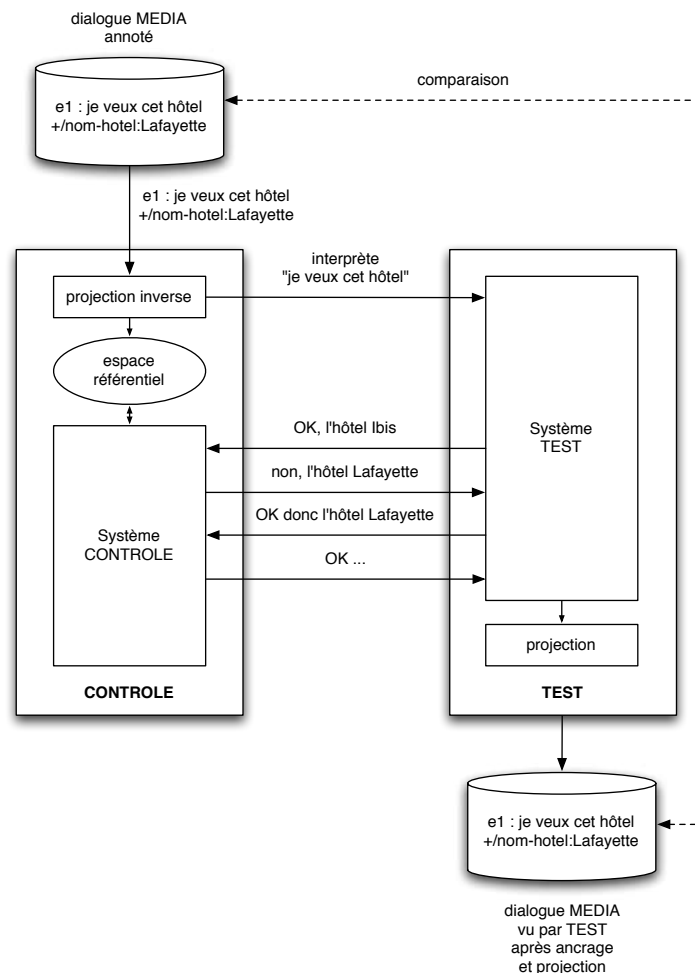 dialogue MEDIA
annoté
e1 : je veux cet hôtel
+/nom-hotel:Lafayette
comparaison
e1 : je veux cet hôtel
+/nom-hotel:Lafayette
projection inverse
interprète
"je veux cet hôtel"
espace
référentiel
OK, l'hôtel Ibis
non, l'hôtel Lafayette
OK donc l'hôtel Lafayette
OK ...
Système
CONTROLE
CONTROLE
Système
TEST
projection
TEST
e1 : je veux cet hôtel
+/nom-hotel:Lafayette
dialogue MEDIA
vu par TEST
après ancrage
et projection